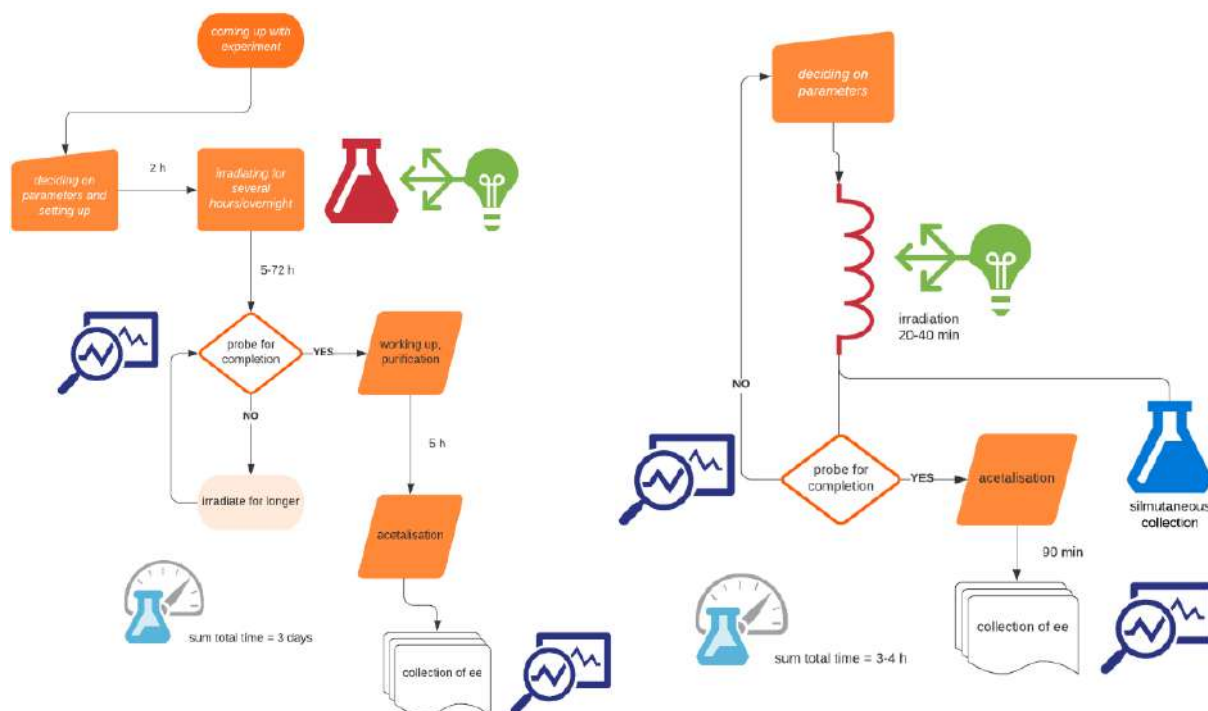 coming up with
experiment
deciding on
parameters and
setting up
2 h
irradiating for
several
hours/overnight
5-72 h
probe for
completion
YES
working up,
purification
NO
irradiate for longer
5 h
acetalisation
collection of ee
sum total time = 3 days
deciding on
parameters
irradiation
20-40 min
NO
probe for
completion
YES
acetalisation
silmutaneous
collection
90 min
collection of ee
sum total time = 3-4 h